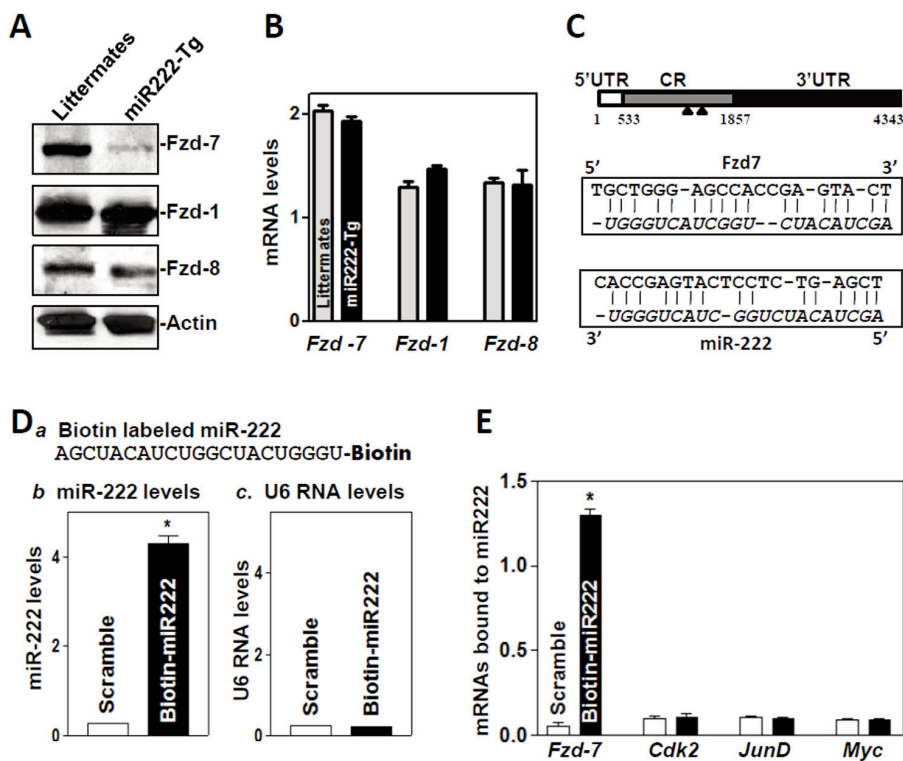 A
Littermates
miR222-Tg
-Fzd-7
-Fzd-1
-Fzd-8
-Actin
B
mRNA levels
2
1
0
Littermates
miR222-Tg
Fzd -7
Fzd-1
Fzd-8
C
5'UTR CR 3'UTR
1 533 1857 4343
Fzd7
5' 3'
TGCTGGG-AGCCACCGA-GTA-CT
-UGGGUCAUCGGU--CUACAUCGA
CACCGAGTACTCCTC-TG-AGCT
-UGGGUCAUC-GGUCUACAUCGA
3' 5'
miR-222
D
a Biotin labeled miR-222
AGCUACAUCUGGCUACUGGGU-Biotin
b miR-222 levels
miR-222 levels
4
2
0
Scramble
Biotin-miR222
*
c. U6 RNA levels
U6 RNA levels
4
2
0
Scramble
Biotin-miR222
E
mRNAs bound to miR222
1.5
1.0
0.5
0.0
Scramble
Biotin-miR222
*
Fzd-7
Cdk2
JunD
Myc